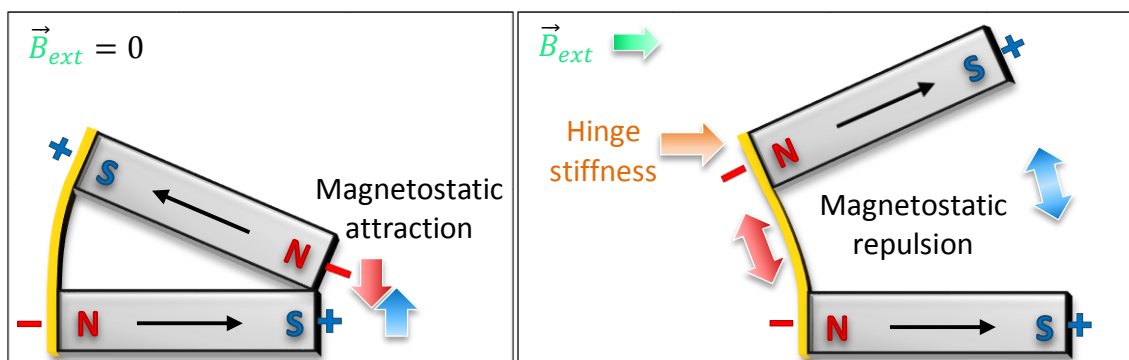 B⃗ext = 0
+
S
Magnetostatic
attraction
N
−
−
N
S
+
B⃗ext
+
S
Hinge
stiffness
N
−
Magnetostatic
repulsion
−
N
S
+